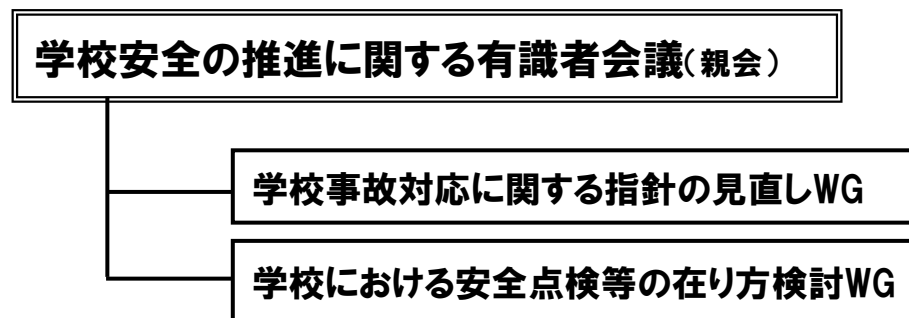 学校安全の推進に関する有識者会議(親会)
学校事故対応に関する指針の見直しWG
学校における安全点検等の在り方検討WG